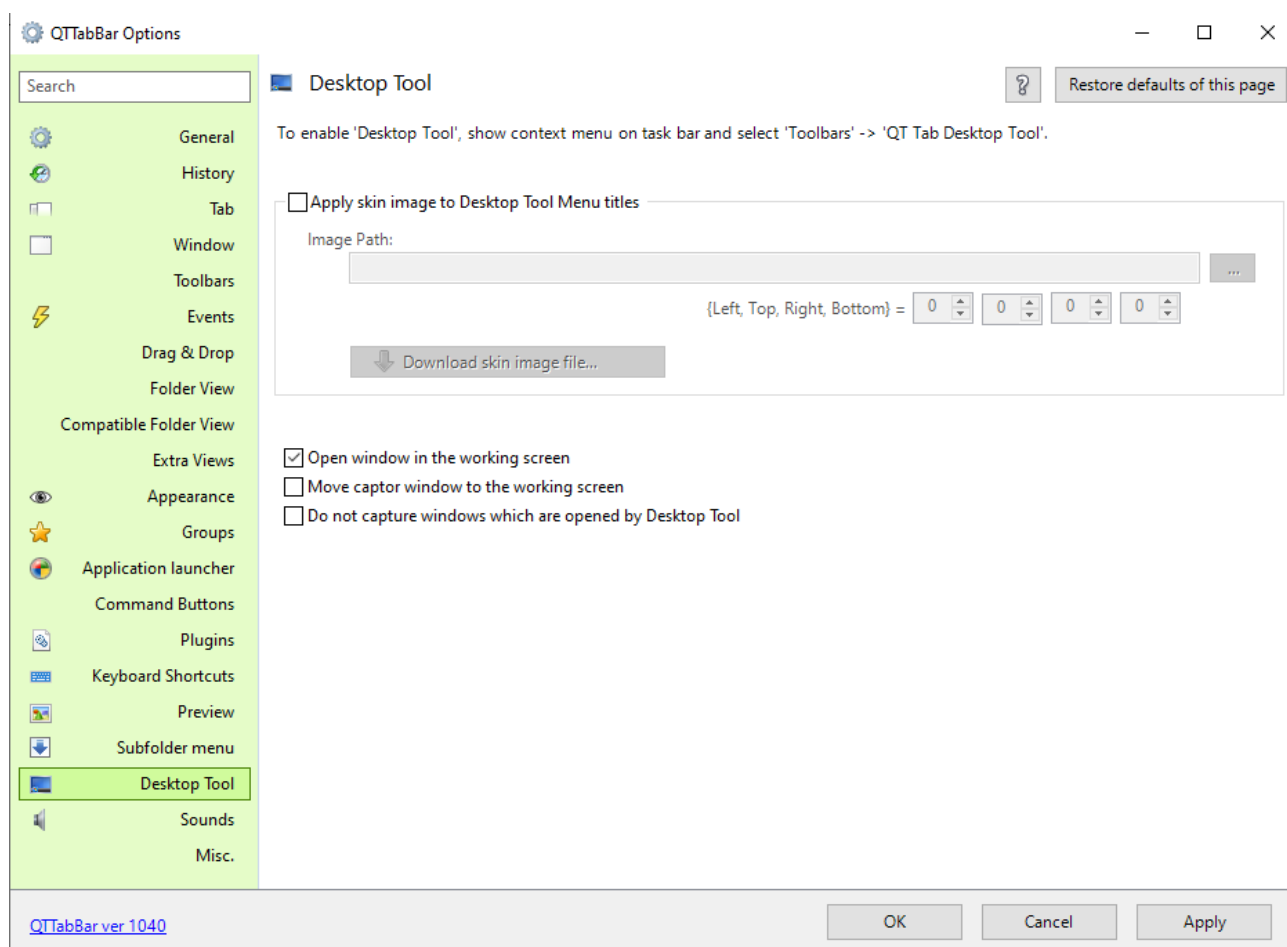 QTTabBar Options
Search
General
History
Tab
Window
Toolbars
Events
Drag & Drop
Folder View
Compatible Folder View
Extra Views
Appearance
Groups
Application launcher
Command Buttons
Plugins
Keyboard Shortcuts
Preview
Subfolder menu
Desktop Tool
Sounds
Misc.
QTTabBar ver 1040
Desktop Tool
?
Restore defaults of this page
To enable 'Desktop Tool', show context menu on task bar and select 'Toolbars' -> 'QT Tab Desktop Tool'.
Apply skin image to Desktop Tool Menu titles
Image Path:
...
{Left, Top, Right, Bottom} = 0 0 0 0
Download skin image file...
Open window in the working screen
Move captor window to the working screen
Do not capture windows which are opened by Desktop Tool
OK Cancel Apply